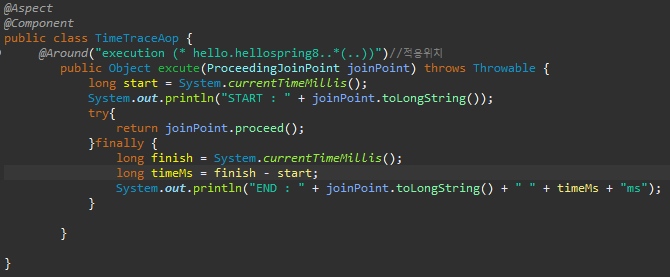 @Aspect
@Component
public class TimeTraceAop {
@Around("execution (* hello.hellospring8..*(..))")//적용위치
public Object excute(ProceedingJoinPoint joinPoint) throws Throwable {
long start = System.currentTimeMillis();
System.out.println("START : " + joinPoint.toLongString());
try{
return joinPoint.proceed();
}finally {
long finish = System.currentTimeMillis();
long timeMs = finish - start;
System.out.println("END : " + joinPoint.toLongString() + " " + timeMs + "ms");
}
}
}